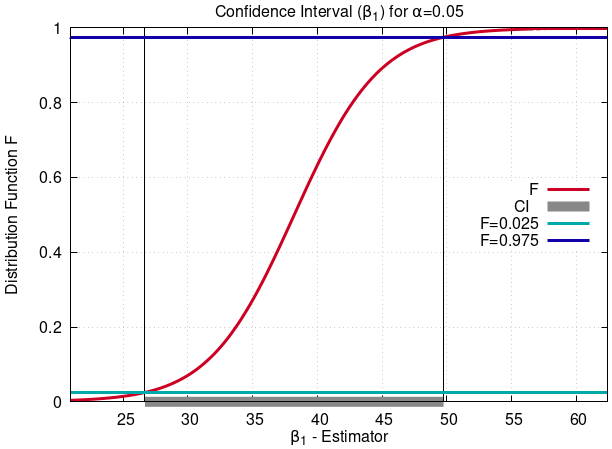 Confidence Interval (β₁) for α=0.05
Distribution Function F
1
0.8
0.6
0.4
0.2
0
F
CI
F=0.025
F=0.975
25 30 35 40 45 50 55 60
β₁ - Estimator